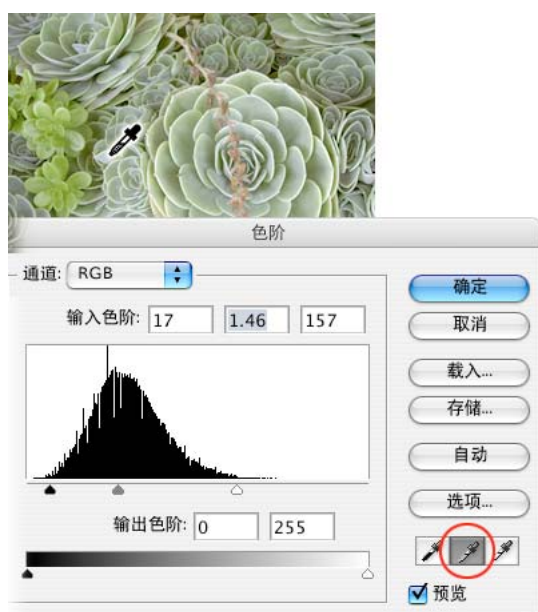 色阶
通道: RGB
输入色阶: 17 1.46 157
输出色阶: 0 255
确定
取消
载入...
存储...
自动
选项...
预览